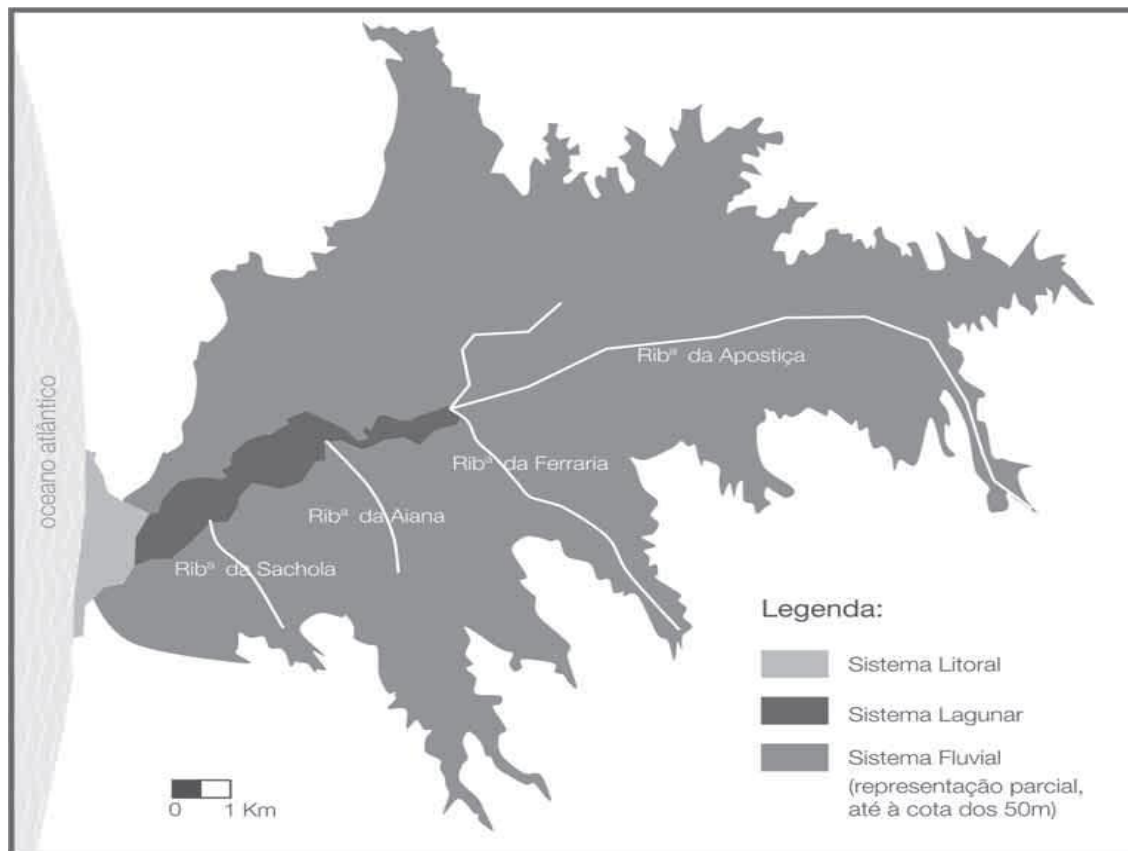 oceano atlântico
Ribª da Apostiça
Ribª da Ferraria
Ribª da Aiana
Ribª da Sachola
Legenda:
Sistema Litoral
Sistema Lagunar
Sistema Fluvial
(representação parcial,
até à cota dos 50m)
0 1 Km